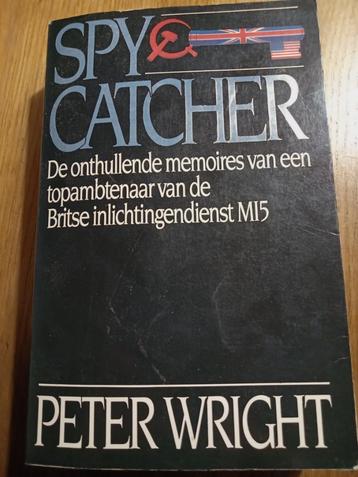 SPY
CATCHER
De onthullende memoires van een
topambtenaar van de
Britse inlichtingendienst MI5
PETER WRIGHT